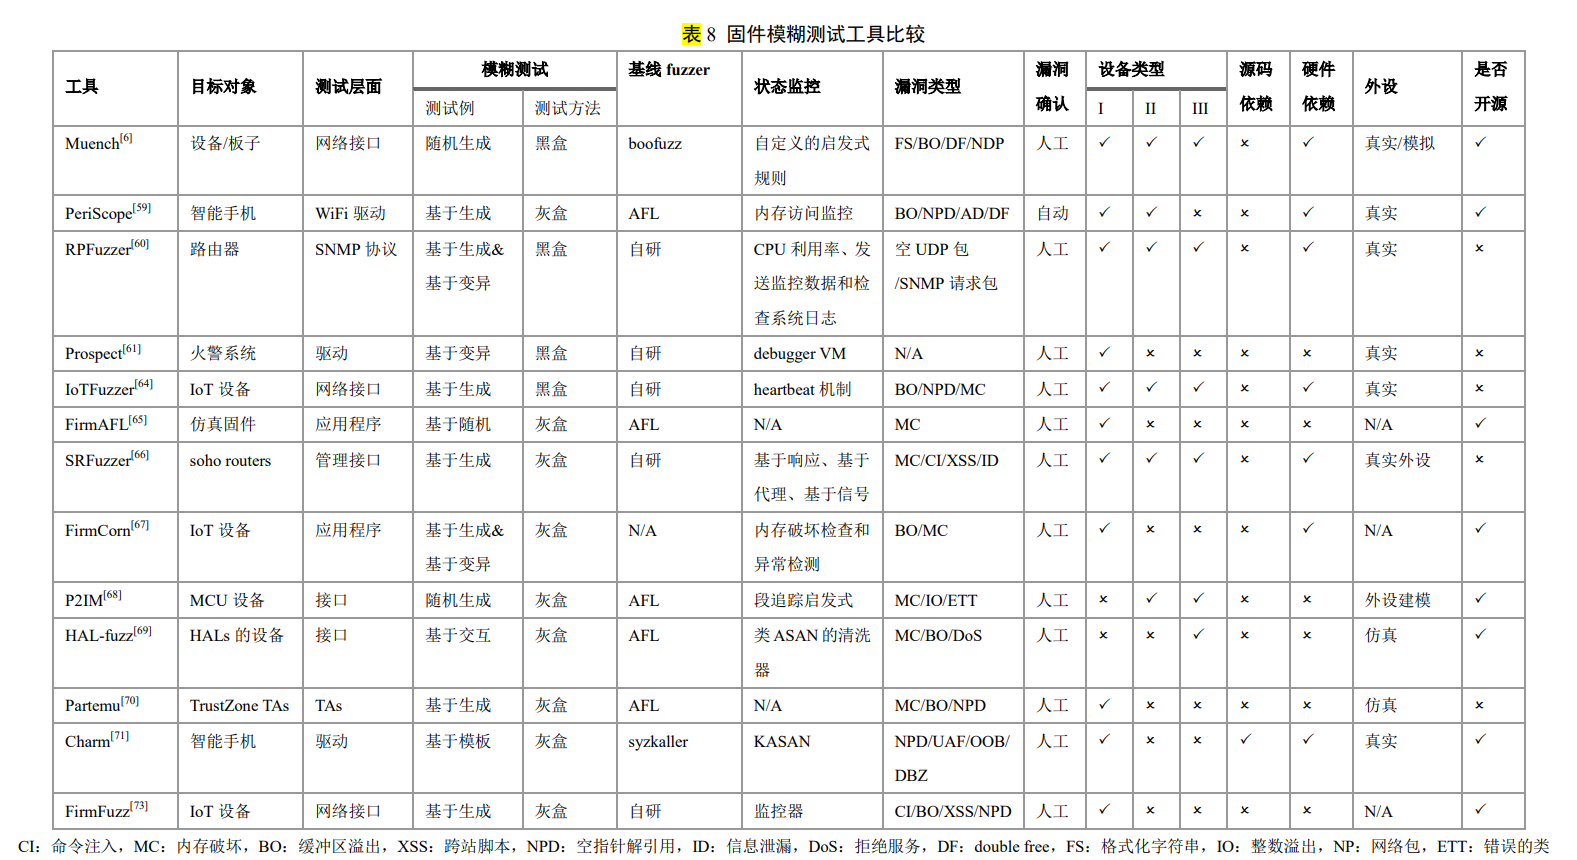 表 8 固件模糊测试工具比较
工具 目标对象 测试层面 模糊测试 基线 fuzzer 状态监控 漏洞类型 漏洞确认 设备类型 源码依赖 硬件依赖 外设 是否开源
测试例 测试方法 I II III
Muench[6] 设备/板子 网络接口 随机生成 黑盒 boofuzz 自定义的启发式 FS/BO/DF/NDP 人工 ✓ ✓ ✓ × ✓ 真实/模拟 ✓
规则
PeriScope[59] 智能手机 WiFi 驱动 基于生成 灰盒 AFL 内存访问监控 BO/NPD/AD/DF 自动 ✓ ✓ × × ✓ 真实 ✓
RPFuzzer[60] 路由器 SNMP 协议 基于生成& 黑盒 自研 CPU 利用率、发 空 UDP 包 人工 ✓ ✓ ✓ × ✓ 真实 ×
基于变异 送监控数据和检 /SNMP 请求包
查系统日志
Prospect[61] 火警系统 驱动 基于变异 黑盒 自研 debugger VM N/A 人工 ✓ × × × × 真实 ×
IoTFuzzer[64] IoT 设备 网络接口 基于生成 黑盒 自研 heartbeat 机制 BO/NPD/MC 人工 ✓ ✓ ✓ × ✓ 真实 ×
FirmAFL[65] 仿真固件 应用程序 基于随机 灰盒 AFL N/A MC 人工 ✓ × × × × N/A ✓
SRFuzzer[66] soho routers 管理接口 基于生成 灰盒 自研 基于响应、基于 MC/CI/XSS/ID 人工 ✓ ✓ ✓ × ✓ 真实外设 ×
代理、基于信号
FirmCorn[67] IoT 设备 应用程序 基于生成& 灰盒 N/A 内存破坏检查和 BO/MC 人工 ✓ × × × ✓ N/A ✓
基于变异 异常检测
P2IM[68] MCU 设备 接口 随机生成 灰盒 AFL 段追踪启发式 MC/IO/ETT 人工 × ✓ ✓ × × 外设建模 ✓
HAL-fuzz[69] HALs 的设备 接口 基于交互 灰盒 AFL 类 ASAN 的清洗 MC/BO/DoS 人工 × × ✓ × × 仿真 ✓
器
Partemu[70] TrustZone TAs TAs 基于生成 灰盒 AFL N/A MC/BO/NPD 人工 ✓ × × × × 仿真 ×
Charm[71] 智能手机 驱动 基于模板 灰盒 syzkaller KASAN NPD/UAF/OOB/ 人工 ✓ × × ✓ ✓ 真实 ✓
DBZ
FirmFuzz[73] IoT 设备 网络接口 基于生成 灰盒 自研 监控器 CI/BO/XSS/NPD 人工 ✓ × × × × N/A ✓
CI：命令注入，MC：内存破坏，BO：缓冲区溢出，XSS：跨站脚本，NPD：空指针解引用，ID：信息泄漏，DoS：拒绝服务，DF：double free，FS：格式化字符串，IO：整数溢出，NP：网络包，ETT：错误的类